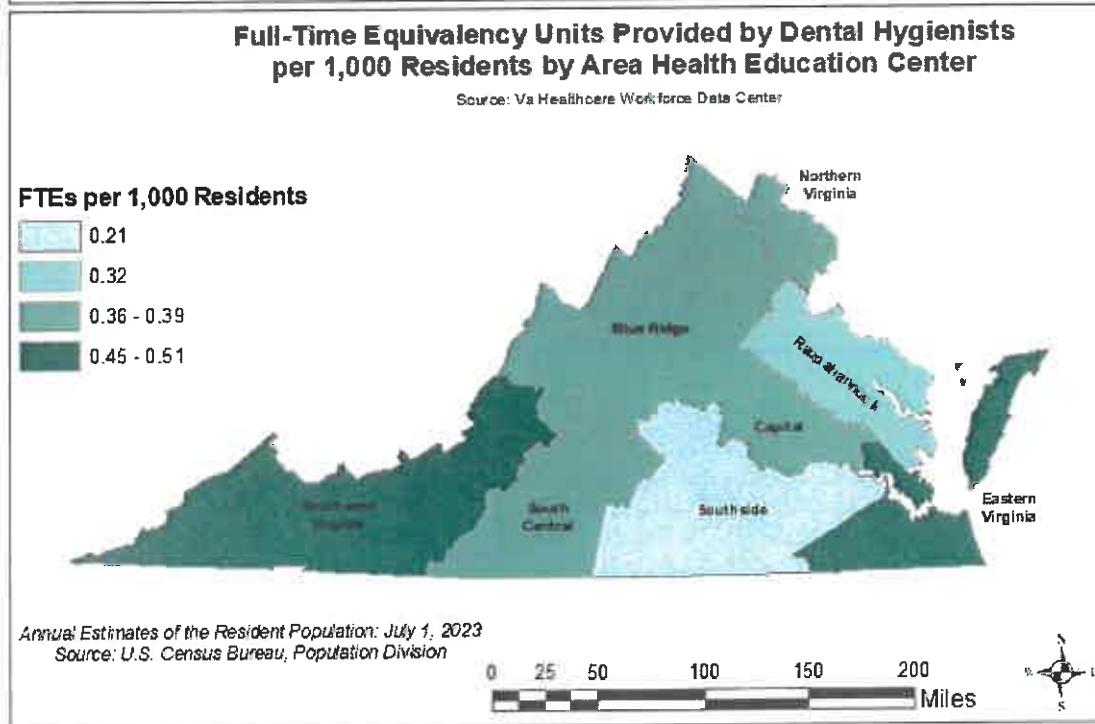 Full-Time Equivalency Units Provided by Dental Hygienists
per 1,000 Residents by Area Health Education Center
Source: Va Healthcare Workforce Data Center
FTEs per 1,000 Residents
0.21
0.32
0.36 - 0.39
0.45 - 0.51
Northern
Virginia
Blue Ridge
Rappahannock
Capital
Southwest
Virginia
South
Central
Southside
Eastern
Virginia
Annual Estimates of the Resident Population: July 1, 2023
Source: U.S. Census Bureau, Population Division
0 25 50 100 150 200
Miles
N
S